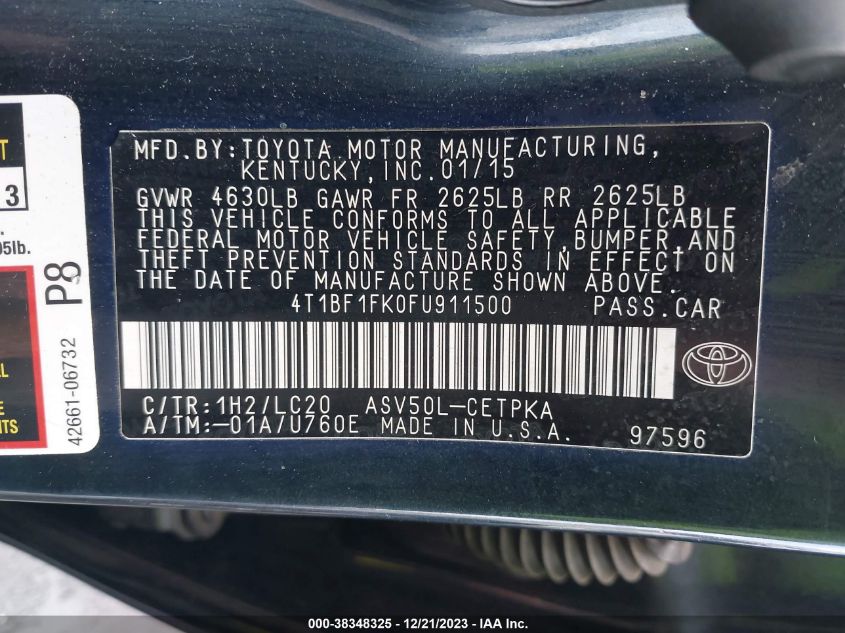 MFD.BY:TOYOTA MOTOR MANUFACTURING,
KENTUCKY,INC.01/15
GVWR 4630LB GAWR FR 2625LB RR 2625LB
THIS VEHICLE CONFORMS TO ALL APPLICABLE
FEDERAL MOTOR VEHICLE SAFETY,BUMPER,AND
THEFT PREVENTION STANDARDS IN EFFECT ON
THE DATE OF MANUFACTURE SHOWN ABOVE.
4T1BF1FK0FU911500 PASS.CAR
C/TR:1H2/LC20 ASV50L-CETPKA
A/TM:-01A/U760E MADE IN U.S.A. 97596
3
5lb.
P8
42661-06732
000-38348325 - 12/21/2023 - IAA Inc.